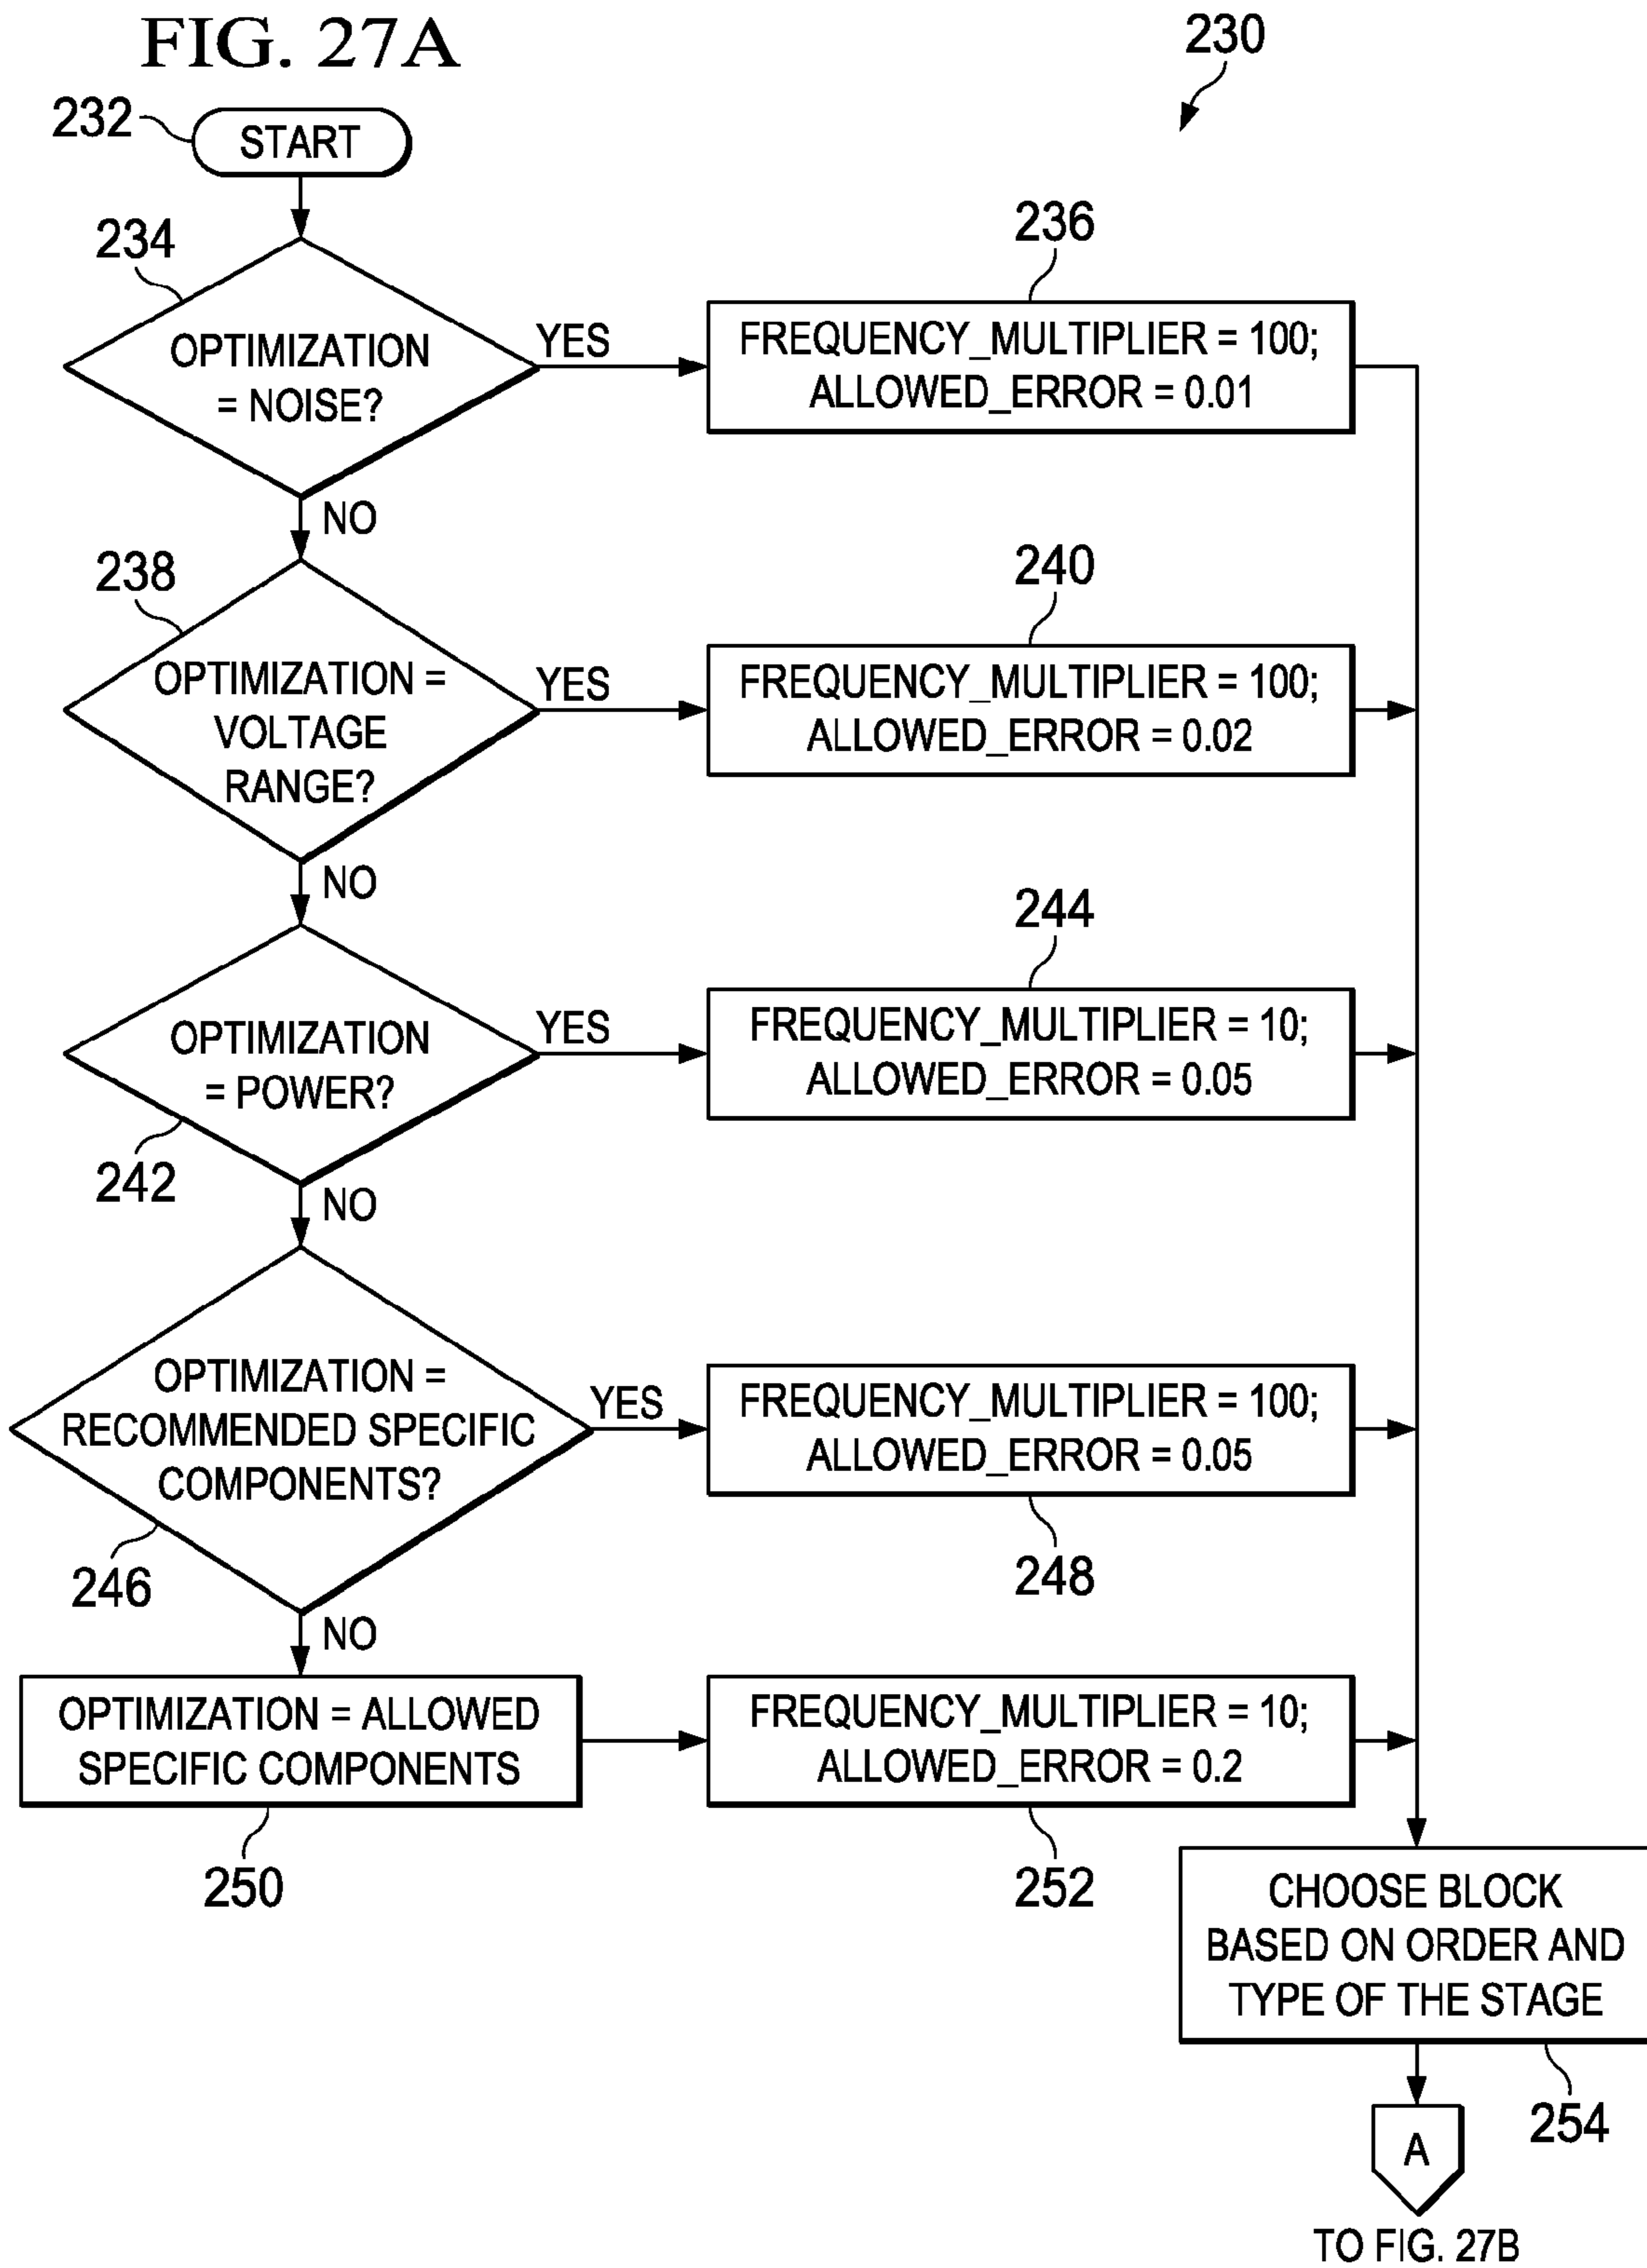 FIG. 27A
230
232
START
234
OPTIMIZATION
= NOISE?
YES
236
FREQUENCY_MULTIPLIER = 100;
ALLOWED_ERROR = 0.01
NO
238
OPTIMIZATION =
VOLTAGE
RANGE?
YES
240
FREQUENCY_MULTIPLIER = 100;
ALLOWED_ERROR = 0.02
NO
242
OPTIMIZATION
= POWER?
YES
244
FREQUENCY_MULTIPLIER = 10;
ALLOWED_ERROR = 0.05
NO
OPTIMIZATION =
RECOMMENDED SPECIFIC
COMPONENTS?
246
YES
FREQUENCY_MULTIPLIER = 100;
ALLOWED_ERROR = 0.05
248
NO
OPTIMIZATION = ALLOWED
SPECIFIC COMPONENTS
250
FREQUENCY_MULTIPLIER = 10;
ALLOWED_ERROR = 0.2
252
CHOOSE BLOCK
BASED ON ORDER AND
TYPE OF THE STAGE
254
A
TO FIG. 27B